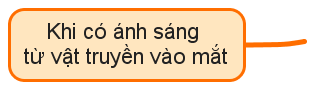 Khi có ánh sáng
từ vật truyền vào mắt